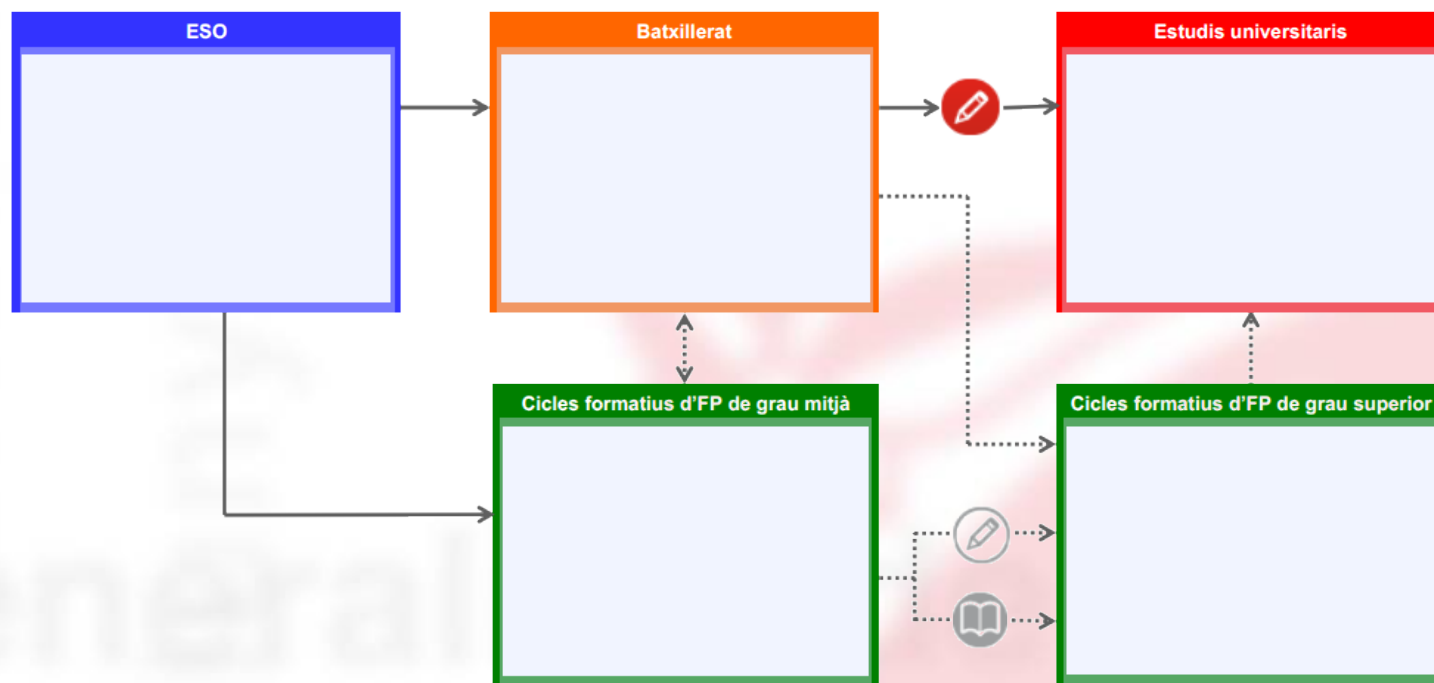 ESO
Batxillerat
Estudis universitaris
Cicles formatius d'FP de grau mitjà
Cicles formatius d'FP de grau superior